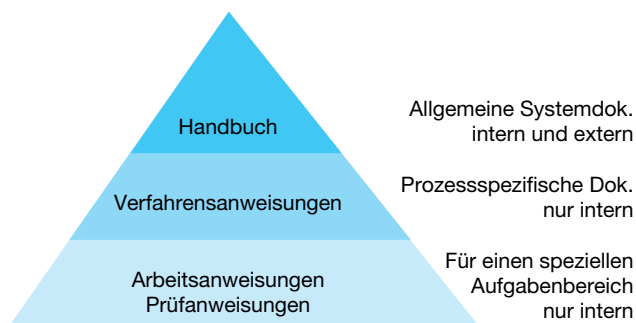 Handbuch
Allgemeine Systemdok.
intern und extern
Verfahrensanweisungen
Prozessspezifische Dok.
nur intern
Arbeitsanweisungen
Prüfanweisungen
Für einen speziellen
Aufgabenbereich
nur intern